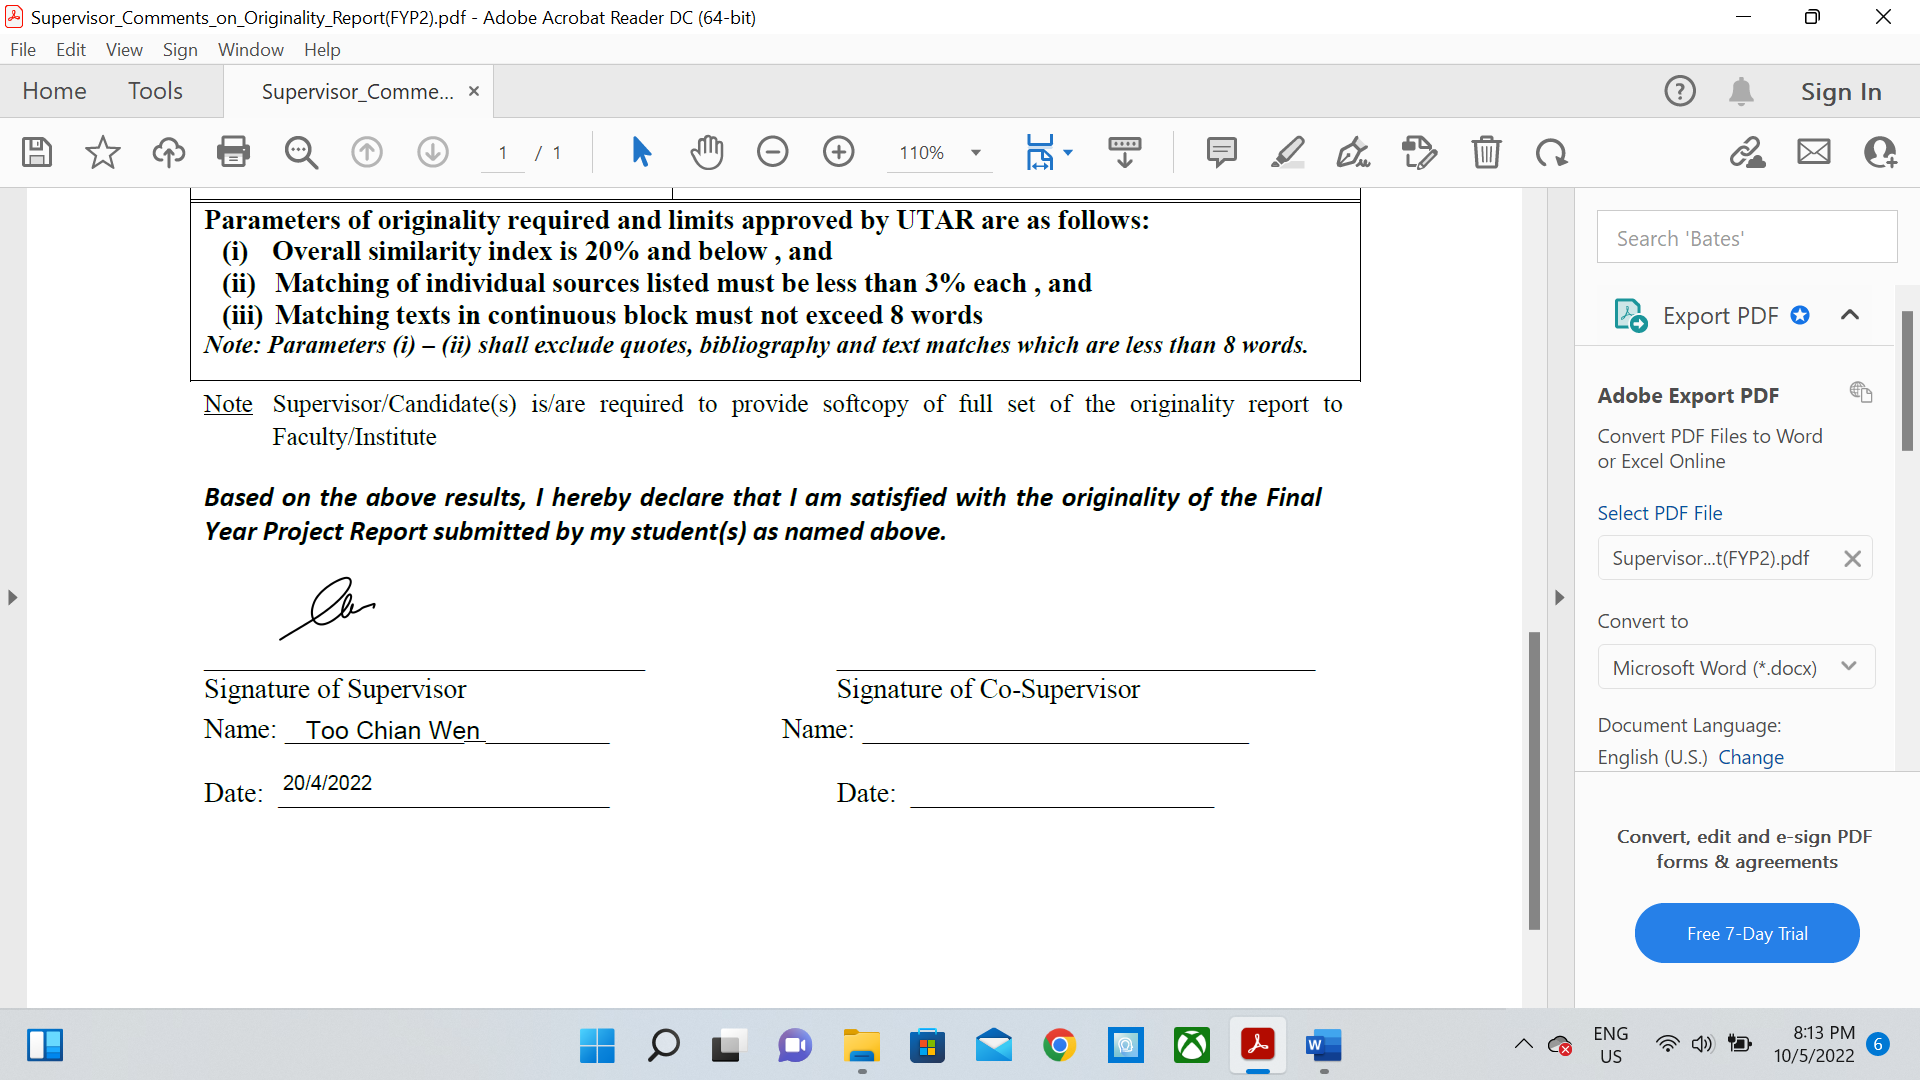 Supervisor_Comments_on_Originality_Report(FYP2).pdf - Adobe Acrobat Reader DC (64-bit)
File Edit View Sign Window Help
Home Tools Supervisor_Comme... Sign In
1 / 1 110%
Parameters of originality required and limits approved by UTAR are as follows:
(i) Overall similarity index is 20% and below , and
(ii) Matching of individual sources listed must be less than 3% each , and
(iii) Matching texts in continuous block must not exceed 8 words
Note: Parameters (i) – (ii) shall exclude quotes, bibliography and text matches which are less than 8 words.
Note Supervisor/Candidate(s) is/are required to provide softcopy of full set of the originality report to
Faculty/Institute
Based on the above results, I hereby declare that I am satisfied with the originality of the Final
Year Project Report submitted by my student(s) as named above.
Signature of Supervisor
Signature of Co-Supervisor
Name: Too Chian Wen
Name:
Date: 20/4/2022
Date:
Search 'Bates'
Export PDF
Adobe Export PDF
Convert PDF Files to Word
or Excel Online
Select PDF File
Supervisor...t(FYP2).pdf
Convert to
Microsoft Word (*.docx)
Document Language:
English (U.S.) Change
Convert, edit and e-sign PDF
forms & agreements
Free 7-Day Trial
ENG
US
8:13 PM
10/5/2022
6